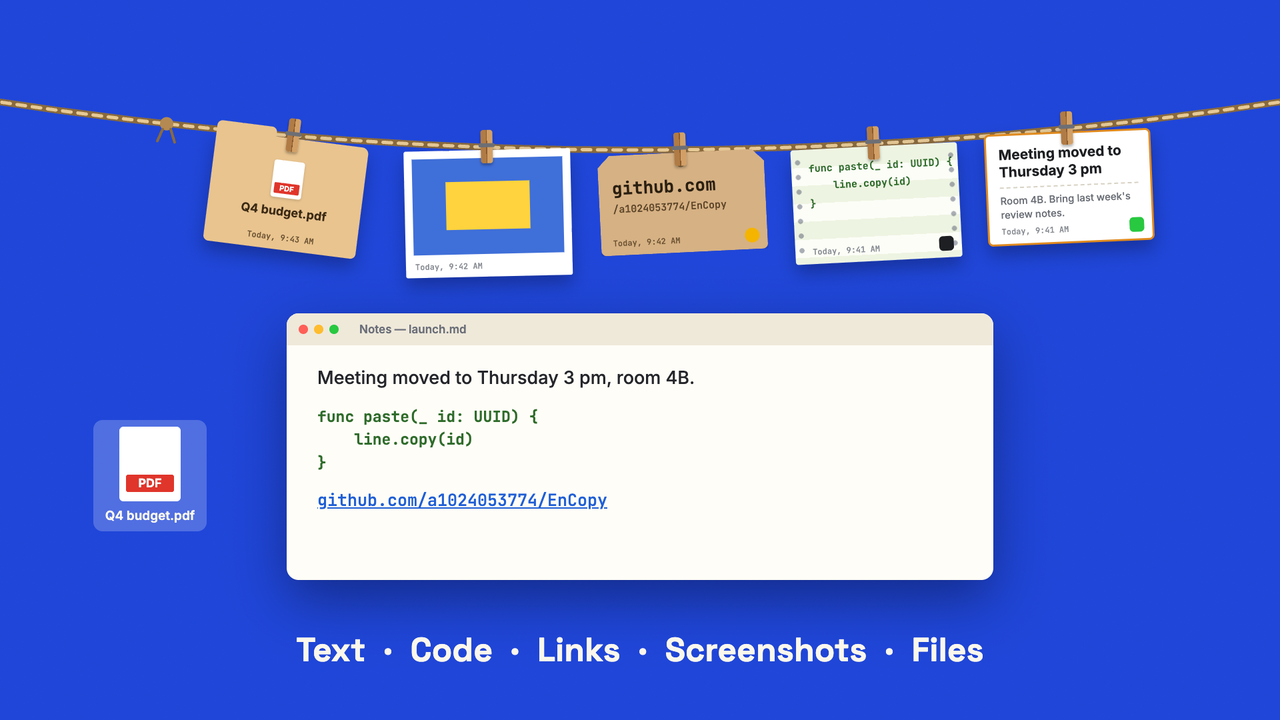 PDF
Q4 budget.pdf
Today, 9:43 AM
Today, 9:42 AM
github.com
/a1024053774/EnCopy
Today, 9:42 AM
func paste(_ id: UUID) {
line.copy(id)
}
Today, 9:41 AM
Meeting moved to
Thursday 3 pm
Room 4B. Bring last week's
review notes.
Today, 9:41 AM
Notes — launch.md
Meeting moved to Thursday 3 pm, room 4B.
func paste(_ id: UUID) {
    line.copy(id)
}
github.com/a1024053774/EnCopy
PDF
Q4 budget.pdf
Text · Code · Links · Screenshots · Files